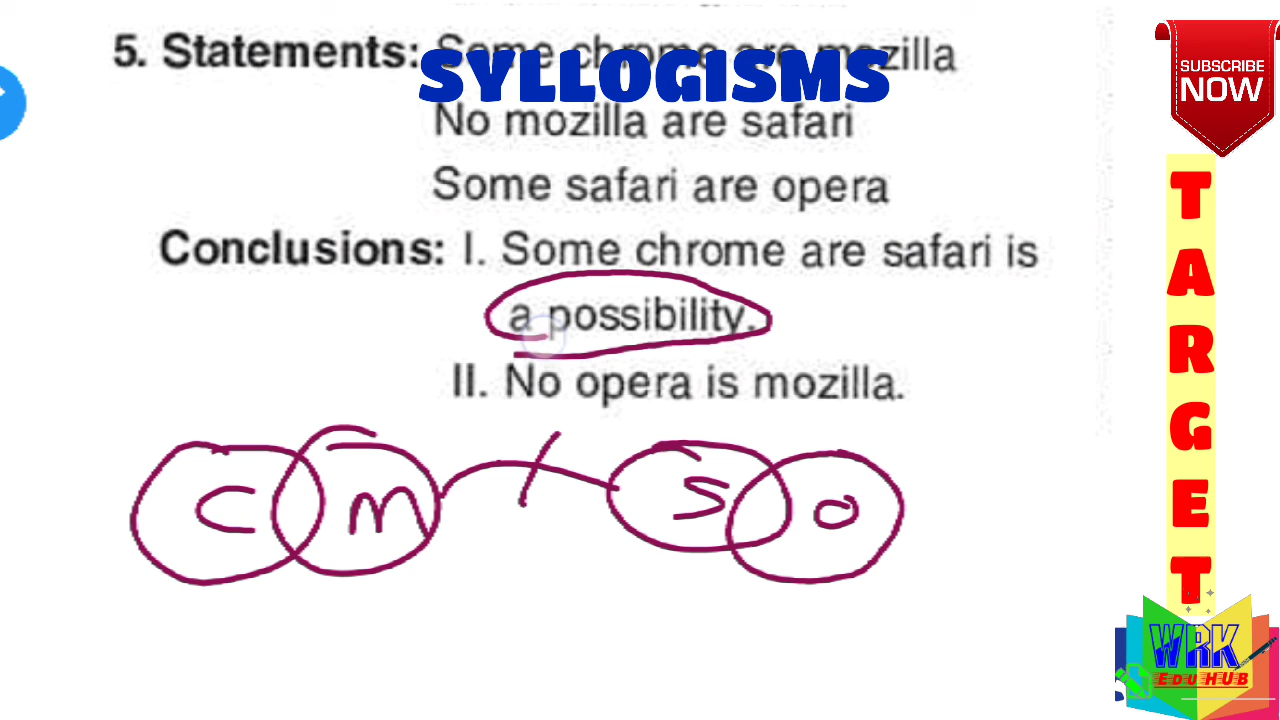 5. Statements: Some chrome are mozilla
SYLLOGISMS
No mozilla are safari
Some safari are opera
Conclusions: I. Some chrome are safari is
a possibility.
II. No opera is mozilla.
C m S O
SUBSCRIBE
NOW
TARGET
WRK
EDU HUB